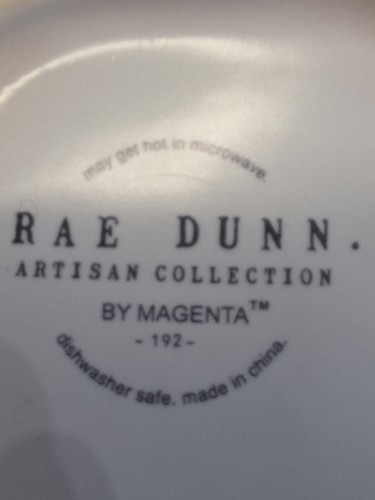 may get hot in microwave.
RAE DUNN.
ARTISAN COLLECTION
BY MAGENTA™
- 192 -
dishwasher safe. made in china.